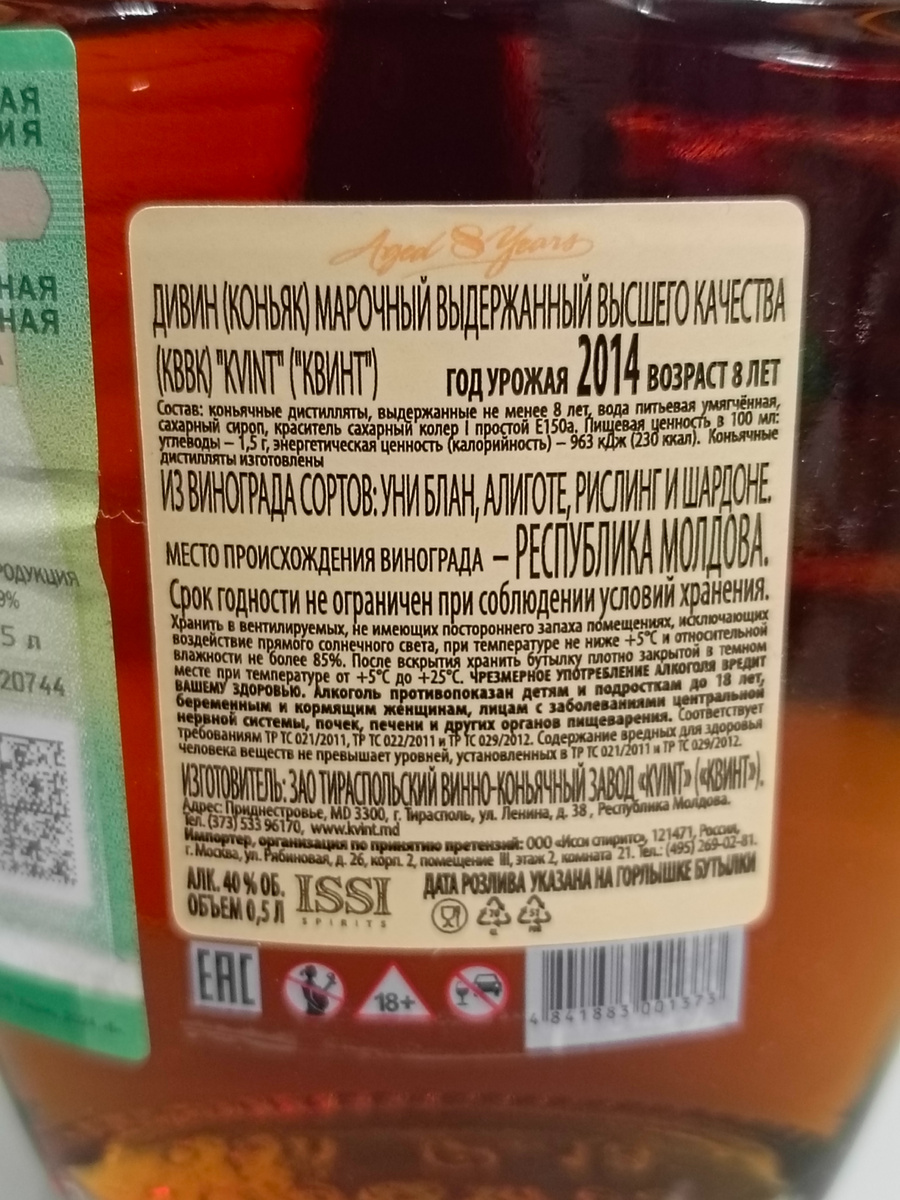 АЯ
ИЯ
НАЯ
НАЯ
А
РОДУКЦИЯ
9%
5 л
20744
Aged 8 Years
ДИВИН (КОНЬЯК) МАРОЧНЫЙ ВЫДЕРЖАННЫЙ ВЫСШЕГО КАЧЕСТВА
(КВВК) "KVINT" ("КВИНТ") ГОД УРОЖАЯ 2014 ВОЗРАСТ 8 ЛЕТ
Состав: коньячные дистилляты, выдержанные не менее 8 лет, вода питьевая умягчённая,
сахарный сироп, краситель сахарный колер I простой Е150а. Пищевая ценность в 100 мл:
углеводы – 1,5 г, энергетическая ценность (калорийность) – 963 кДж (230 ккал). Коньячные
дистилляты изготовлены
ИЗ ВИНОГРАДА СОРТОВ: УНИ БЛАН, АЛИГОТЕ, РИСЛИНГ И ШАРДОНЕ.
МЕСТО ПРОИСХОЖДЕНИЯ ВИНОГРАДА – РЕСПУБЛИКА МОЛДОВА.
Срок годности не ограничен при соблюдении условий хранения.
Хранить в вентилируемых, не имеющих постороннего запаха помещениях, исключающих
воздействие прямого солнечного света, при температуре не ниже +5°С и относительной
влажности не более 85%. После вскрытия хранить бутылку плотно закрытой в темном
месте при температуре от +5°С до +25°С. ЧРЕЗМЕРНОЕ УПОТРЕБЛЕНИЕ АЛКОГОЛЯ ВРЕДИТ
ВАШЕМУ ЗДОРОВЬЮ. Алкоголь противопоказан детям и подросткам до 18 лет,
беременным и кормящим женщинам, лицам с заболеваниями центральной
нервной системы, почек, печени и других органов пищеварения. Соответствует
требованиям ТР ТС 021/2011, ТР ТС 022/2011 и ТР ТС 029/2012. Содержание вредных для здоровья
человека веществ не превышает уровней, установленных в ТР ТС 021/2011 и ТР ТС 029/2012.
ИЗГОТОВИТЕЛЬ: ЗАО ТИРАСПОЛЬСКИЙ ВИННО-КОНЬЯЧНЫЙ ЗАВОД «KVINT» («КВИНТ»).
Адрес: Приднестровье, MD 3300, г. Тирасполь, ул. Ленина, д. 38 , Республика Молдова.
Тел. (373) 533 96170, www.kvint.md
Импортер, организация по принятию претензий: ООО «Исси спиритс», 121471, Россия,
г. Москва, ул. Рябиновая, д. 26, корп. 2, помещение III, этаж 2, комната 21. Тел.: (495) 269-02-81.
АЛК. 40 % ОБ. ДАТА РОЗЛИВА УКАЗАНА НА ГОРЛЫШКЕ БУТЫЛКИ
ОБЪЕМ 0,5 Л
ISSI
SPIRITS
EAC
18+
4 841883 001373